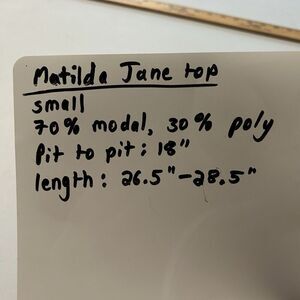 Matilda Jane top
small
70% modal, 30% poly
Pit to pit: 18"
length: 26.5"-28.5"